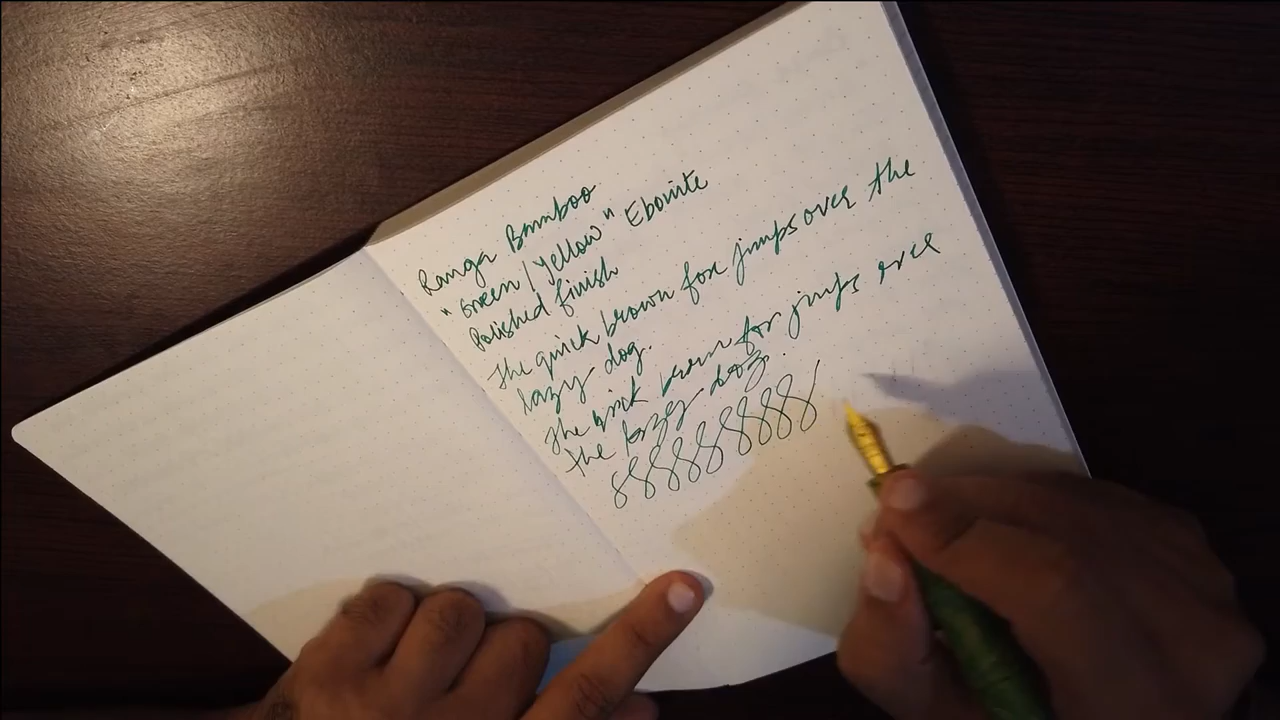 Ranga Bamboo
"Green/Yellow" Ebonite
Polished finish
The quick brown fox jumps over the
lazy dog.
The quick brown fox jumps over
the lazy dog.
88888888